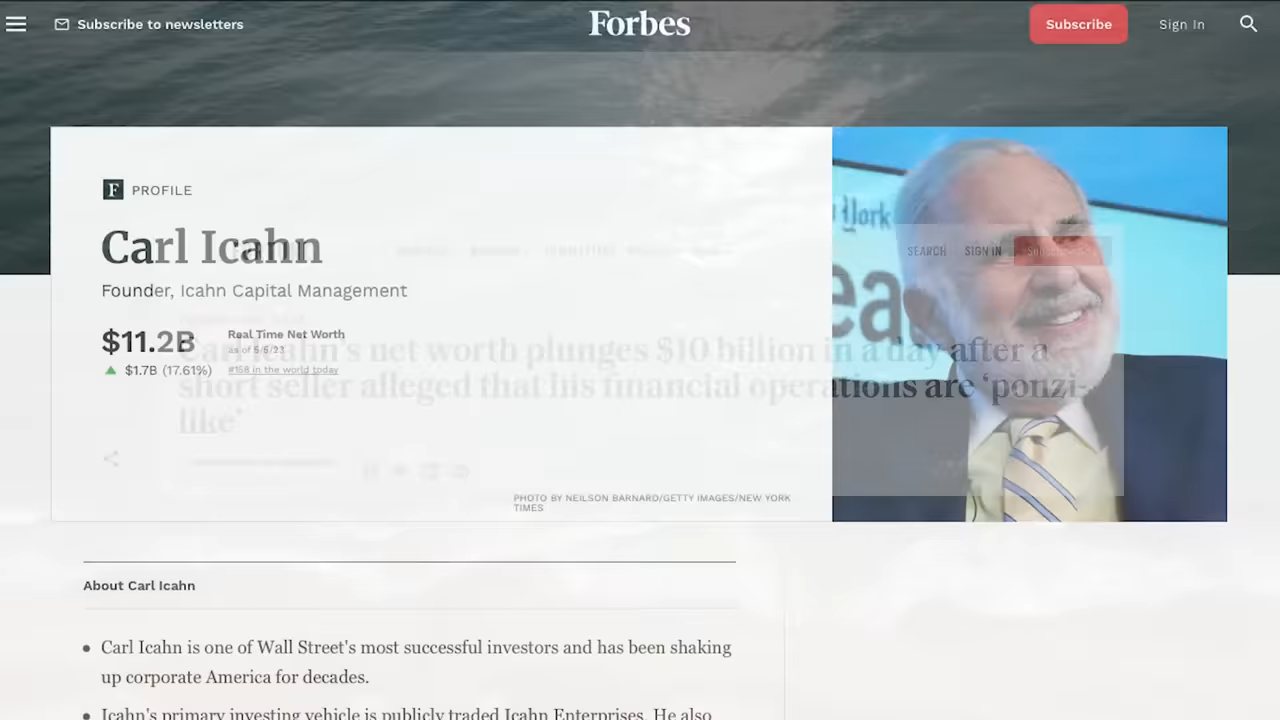 Subscribe to newsletters
Forbes
Subscribe
Sign In
F PROFILE
Carl Icahn
Founder, Icahn Capital Management
$11.2B
Real Time Net Worth
as of 5/5/23
$1.7B (17.61%)
#158 in the world today
York
ea
SEARCH
SIGN IN
Carl Icahn's net worth plunges $10 billion in a day after a
short seller alleged that his financial operations are ‘ponzi-
like’
PHOTO BY NEILSON BARNARD/GETTY IMAGES/NEW YORK
TIMES
About Carl Icahn
Carl Icahn is one of Wall Street's most successful investors and has been shaking
up corporate America for decades.
Icahn's primary investing vehicle is publicly traded Icahn Enterprises. He also